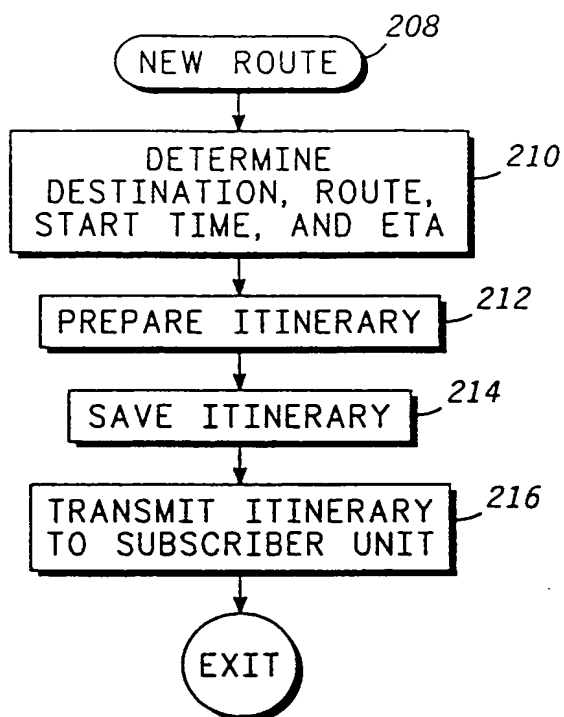 208
NEW ROUTE
210
DETERMINE
DESTINATION, ROUTE,
START TIME, AND ETA
212
PREPARE ITINERARY
214
SAVE ITINERARY
216
TRANSMIT ITINERARY
TO SUBSCRIBER UNIT
EXIT